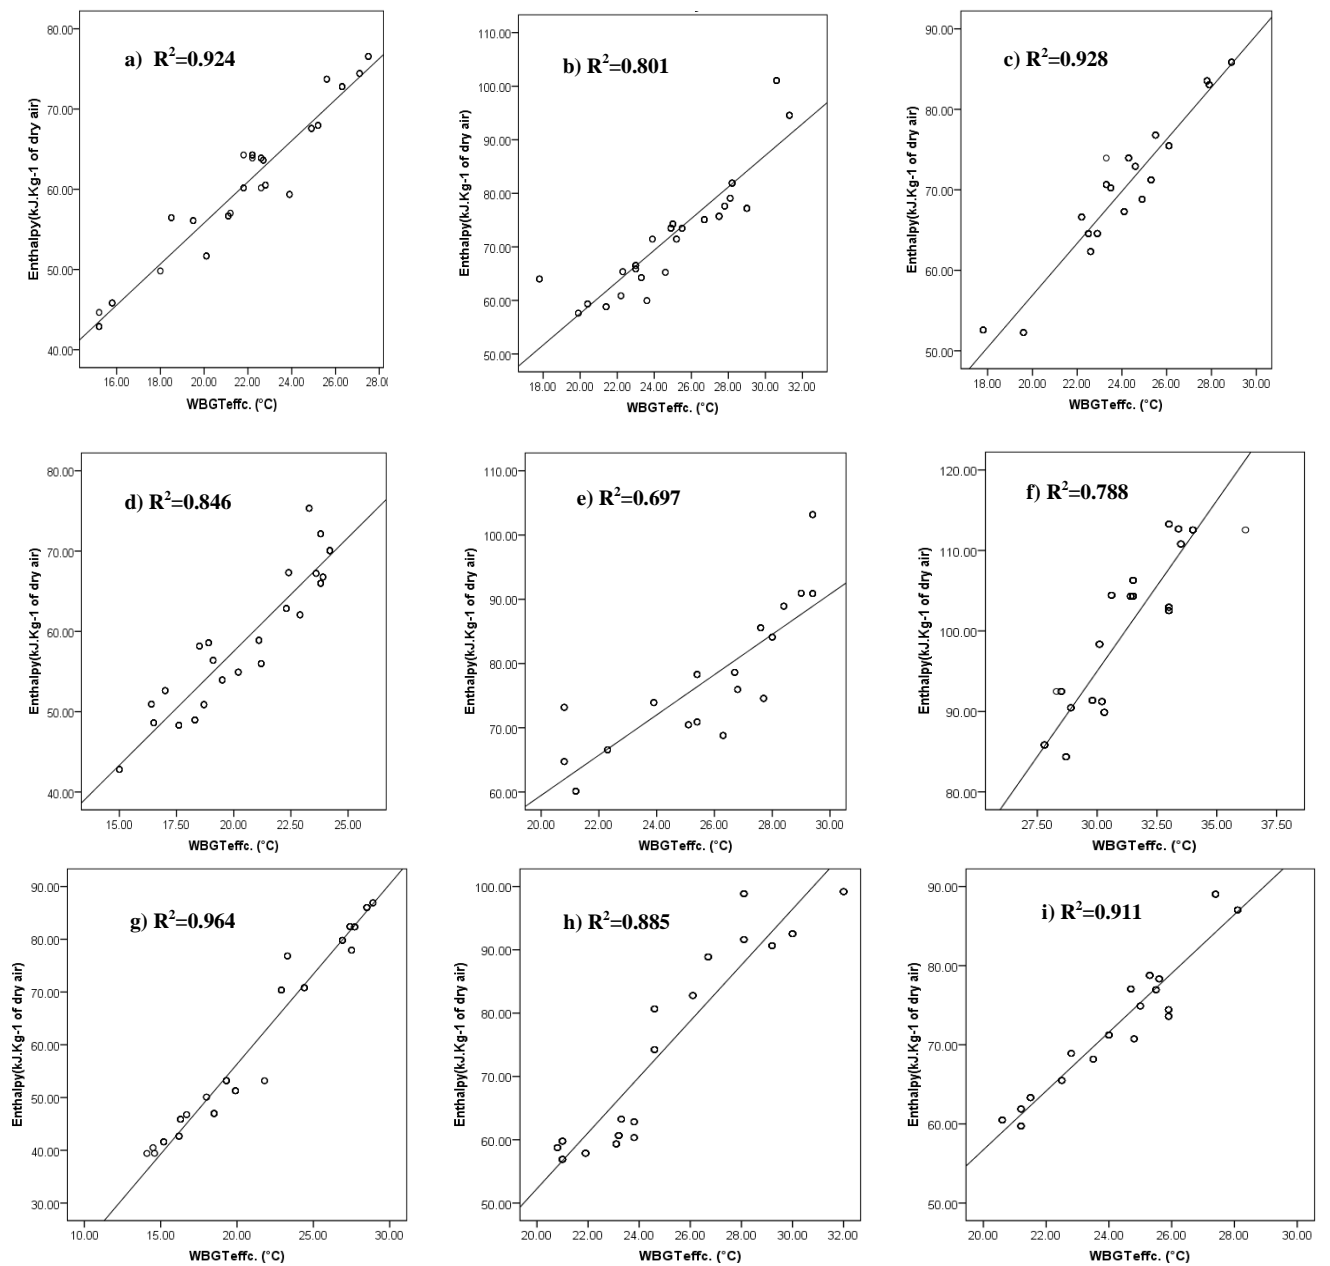 a) R²=0.924
Enthalpy(kJ.Kg-1 of dry air)
80.00
70.00
60.00
50.00
40.00
16.00 18.00 20.00 22.00 24.00 26.00 28.00
WBGTeffc. (°C)
b) R²=0.801
Enthalpy(kJ.Kg-1 of dry air)
110.00
100.00
90.00
80.00
70.00
60.00
50.00
18.00 20.00 22.00 24.00 26.00 28.00 30.00 32.00
WBGTeffc. (°C)
c) R²=0.928
Enthalpy(kJ.Kg-1 of dry air)
90.00
80.00
70.00
60.00
50.00
18.00 20.00 22.00 24.00 26.00 28.00 30.00
WBGTeffc. (°C)
d) R²=0.846
Enthalpy(kJ.Kg-1 of dry air)
80.00
70.00
60.00
50.00
40.00
15.00 17.50 20.00 22.50 25.00
WBGTeffc. (°C)
e) R²=0.697
Enthalpy(kJ.Kg-1 of dry air)
110.00
100.00
90.00
80.00
70.00
60.00
20.00 22.00 24.00 26.00 28.00 30.00
WBGTeffc. (°C)
f) R²=0.788
Enthalpy(kJ.Kg-1 of dry air)
120.00
110.00
100.00
90.00
80.00
27.50 30.00 32.50 35.00 37.50
WBGTeffc. (°C)
g) R²=0.964
Enthalpy(kJ.Kg-1 of dry air)
90.00
80.00
70.00
60.00
50.00
40.00
30.00
10.00 15.00 20.00 25.00 30.00
WBGTeffc. (°C)
h) R²=0.885
Enthalpy(kJ.Kg-1 of dry air)
100.00
90.00
80.00
70.00
60.00
50.00
20.00 22.00 24.00 26.00 28.00 30.00 32.00
WBGTeffc. (°C)
i) R²=0.911
Enthalpy(kJ.Kg-1 of dry air)
90.00
80.00
70.00
60.00
50.00
20.00 22.00 24.00 26.00 28.00 30.00
WBGTeffc. (°C)